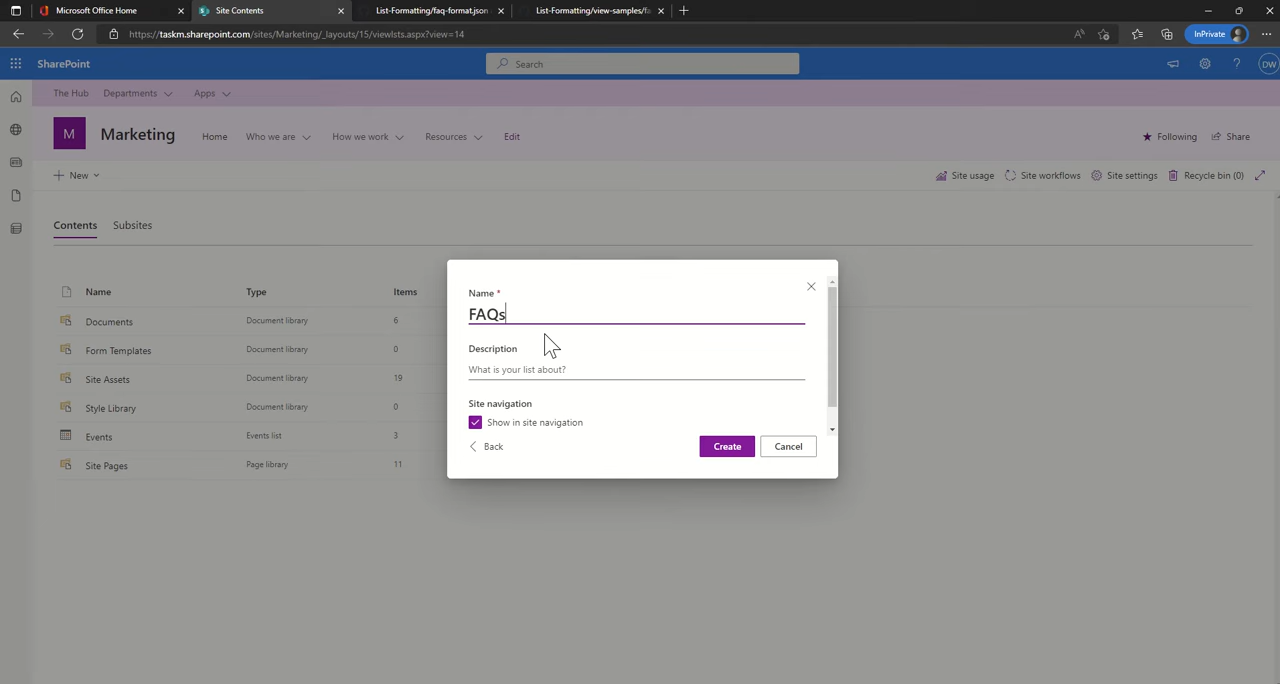 Microsoft Office Home
Site Contents
List-Formatting/faq-format.json
List-Formatting/view-samples/fa
https://taskm.sharepoint.com/sites/Marketing/_layouts/15/viewlsts.aspx?view=14
InPrivate
SharePoint
Search
DW
The Hub Departments Apps
M Marketing Home Who we are How we work Resources Edit
Following Share
New
Site usage Site workflows Site settings Recycle bin (0)
Contents Subsites
Name Type Items
Documents Document library 6
Form Templates Document library 0
Site Assets Document library 19
Style Library Document library 0
Events Events list 3
Site Pages Page library 11
Name *
FAQs
Description
What is your list about?
Site navigation
Show in site navigation
Back
Create Cancel